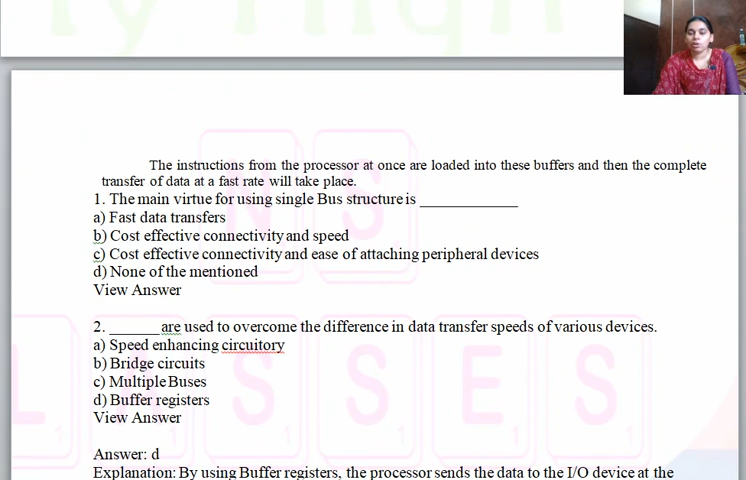 ly High
The instructions from the processor at once are loaded into these buffers and then the complete
transfer of data at a fast rate will take place.
1. The main virtue for using single Bus structure is ______________
a) Fast data transfers
b) Cost effective connectivity and speed
c) Cost effective connectivity and ease of attaching peripheral devices
d) None of the mentioned
View Answer
N S
2. _______ are used to overcome the difference in data transfer speeds of various devices.
a) Speed enhancing circuitory
b) Bridge circuits
c) Multiple Buses
d) Buffer registers
View Answer
L A S S E S
Answer: d
Explanation: By using Buffer registers, the processor sends the data to the I/O device at the